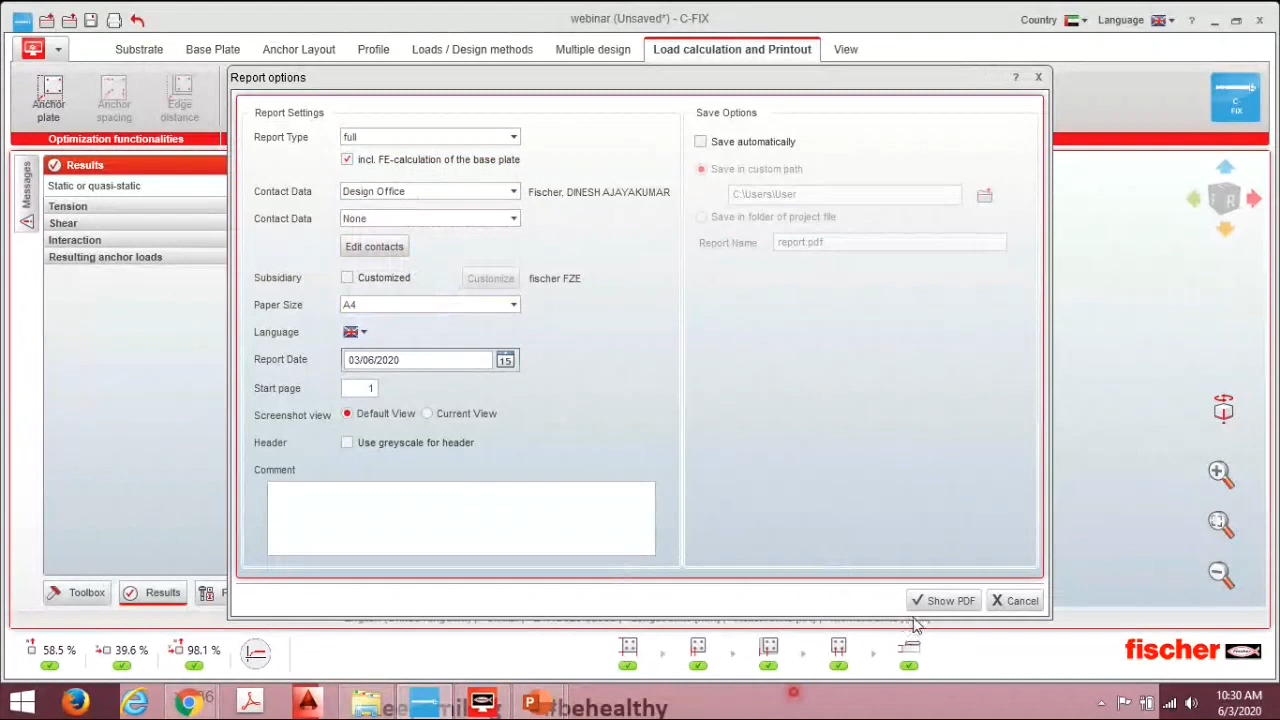 webinar (Unsaved*) - C-FIX
Country
Language
?
Substrate
Base Plate
Anchor Layout
Profile
Loads / Design methods
Multiple design
Load calculation and Printout
View
Anchor plate
Anchor spacing
Edge distance
Optimization functionalities
C-FIX
Messages
Results
Static or quasi-static
Tension
Shear
Interaction
Resulting anchor loads
Report options
? X
Report Settings
Report Type full
incl. FE-calculation of the base plate
Contact Data Design Office Fischer, DINESH AJAYAKUMAR
Contact Data None
Edit contacts
Subsidiary Customized Customize fischer FZE
Paper Size A4
Language
Report Date 03/06/2020 15
Start page 1
Screenshot view Default View Current View
Header Use greyscale for header
Comment
Save Options
Save automatically
Save in custom path
C:\Users\User
Save in folder of project file
Report Name report.pdf
Show PDF X Cancel
Toolbox
Results
58.5 %
39.6 %
98.1 %
fischer
#behealthy
10:30 AM
6/3/2020